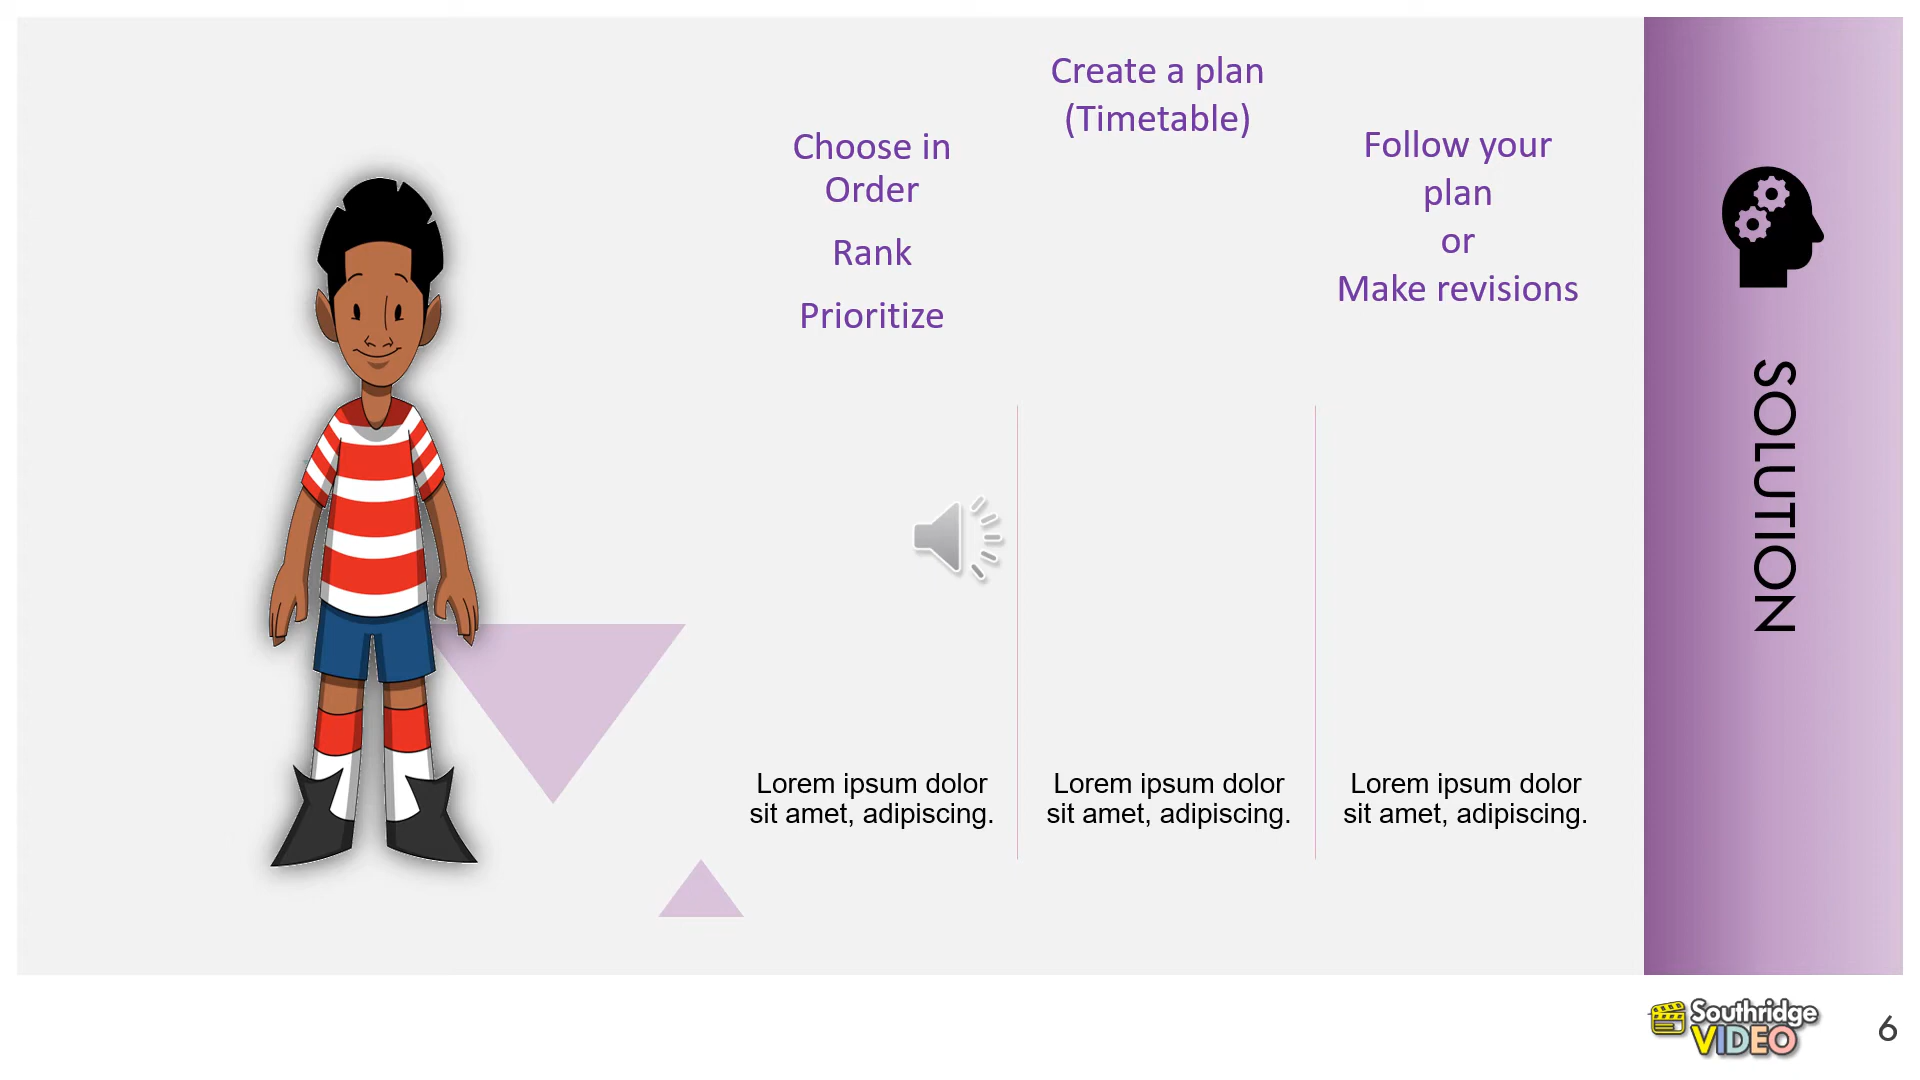 Choose in
Order
Rank
Prioritize
Create a plan
(Timetable)
Follow your
plan
or
Make revisions
Lorem ipsum dolor
sit amet, adipiscing.
Lorem ipsum dolor
sit amet, adipiscing.
Lorem ipsum dolor
sit amet, adipiscing.
SOLUTION
Southridge
VIDEO
6